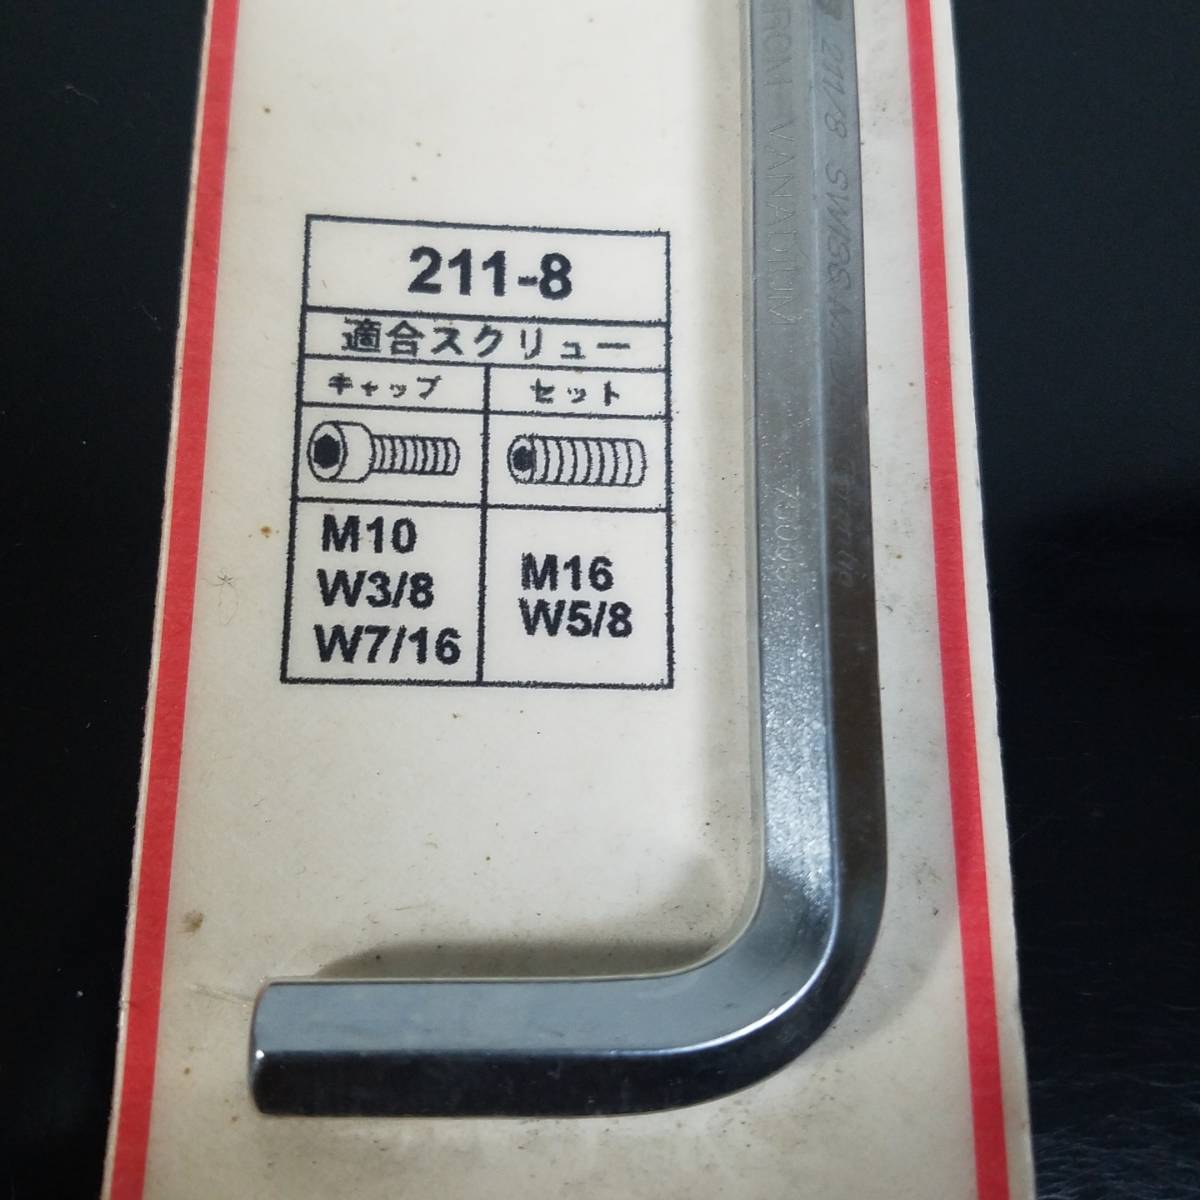 211-8
適合スクリュー
キャップ
セット
M10
W3/8
W7/16
M16
W5/8
VANADIUM
211/8 SWISS